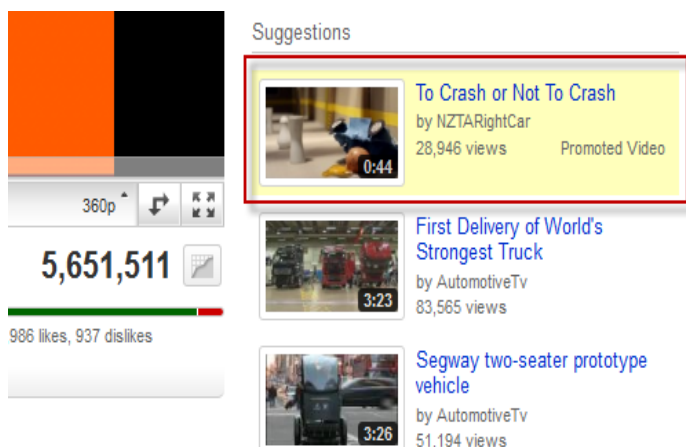 Suggestions
To Crash or Not To Crash
by NZTARightCar
28,946 views Promoted Video
0:44
360p
5,651,511
986 likes, 937 dislikes
First Delivery of World's
Strongest Truck
by AutomotiveTv
83,565 views
3:23
Segway two-seater prototype
vehicle
by AutomotiveTv
51,194 views
3:26